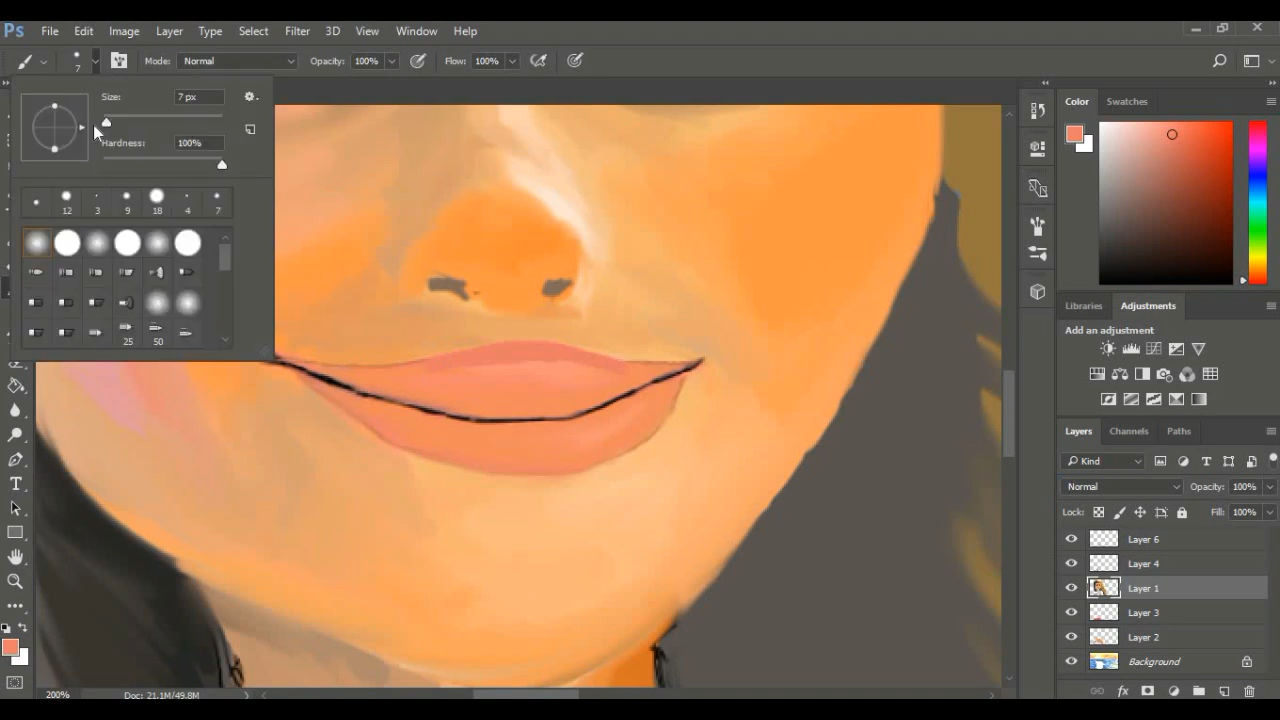 Ps File Edit Image Layer Type Select Filter 3D View Window Help
7 Mode: Normal Opacity: 100% Flow: 100%
Size: 7 px
Hardness: 100%
12 3 9 18 4 7
25 50
Color Swatches
Libraries Adjustments
Add an adjustment
Layers Channels Paths
Kind
Normal Opacity: 100%
Lock: Fill: 100%
Layer 6
Layer 4
Layer 1
Layer 3
Layer 2
Background
200% Doc: 21.1M/49.8M